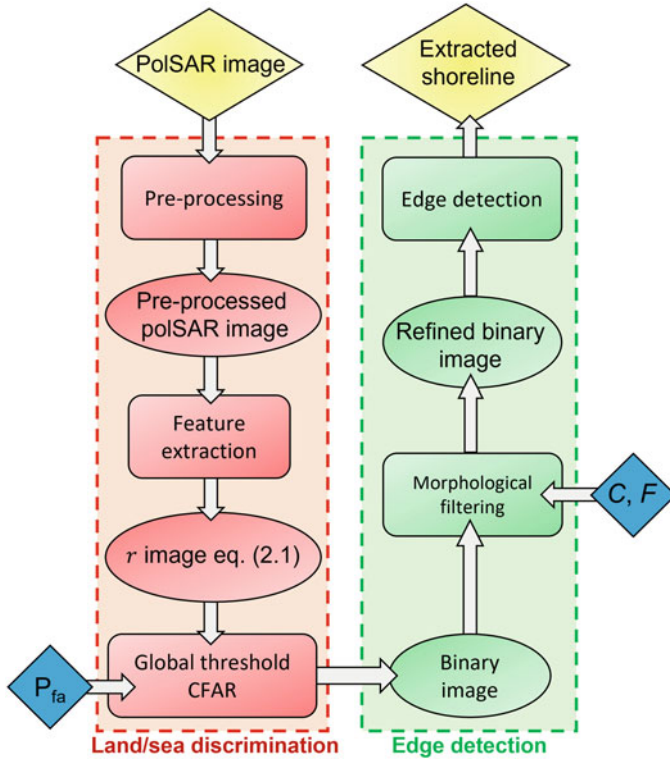 PolSAR image
Pre-processing
Pre-processed
polSAR image
Feature
extraction
r image eq. (2.1)
Global threshold
CFAR
Pfa
Land/sea discrimination
Extracted
shoreline
Edge detection
Refined binary
image
Morphological
filtering
C, F
Binary
image
Edge detection